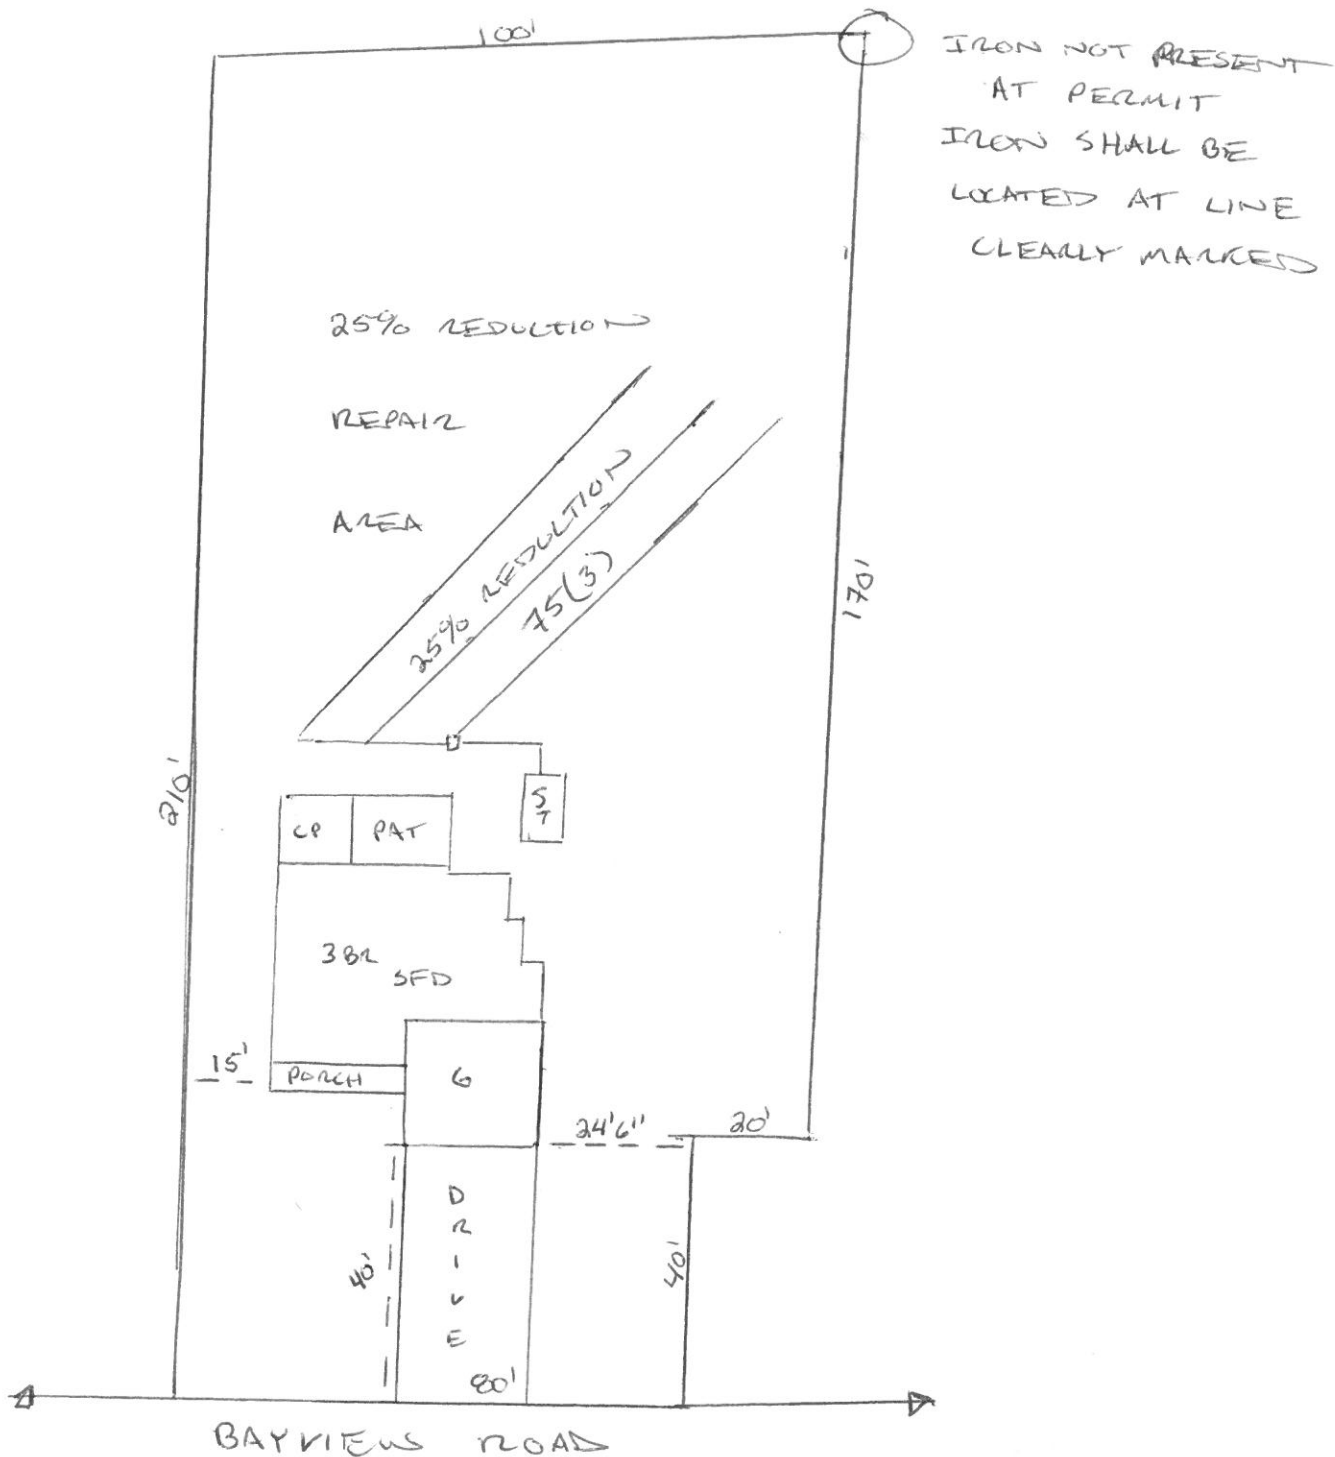 100'
IRON NOT PRESENT
AT PERMIT
IRON SHALL BE
LOCATED AT LINE
CLEARLY MARKED
25% REDUCTION
REPAIR
AREA
25% REDUCTION
75(3)
170'
210'
ST
CP
PAT
3BR
SFD
15'
PORCH
G
24'6"
20'
DRIVE
40'
40'
80'
BAYVIEW ROAD